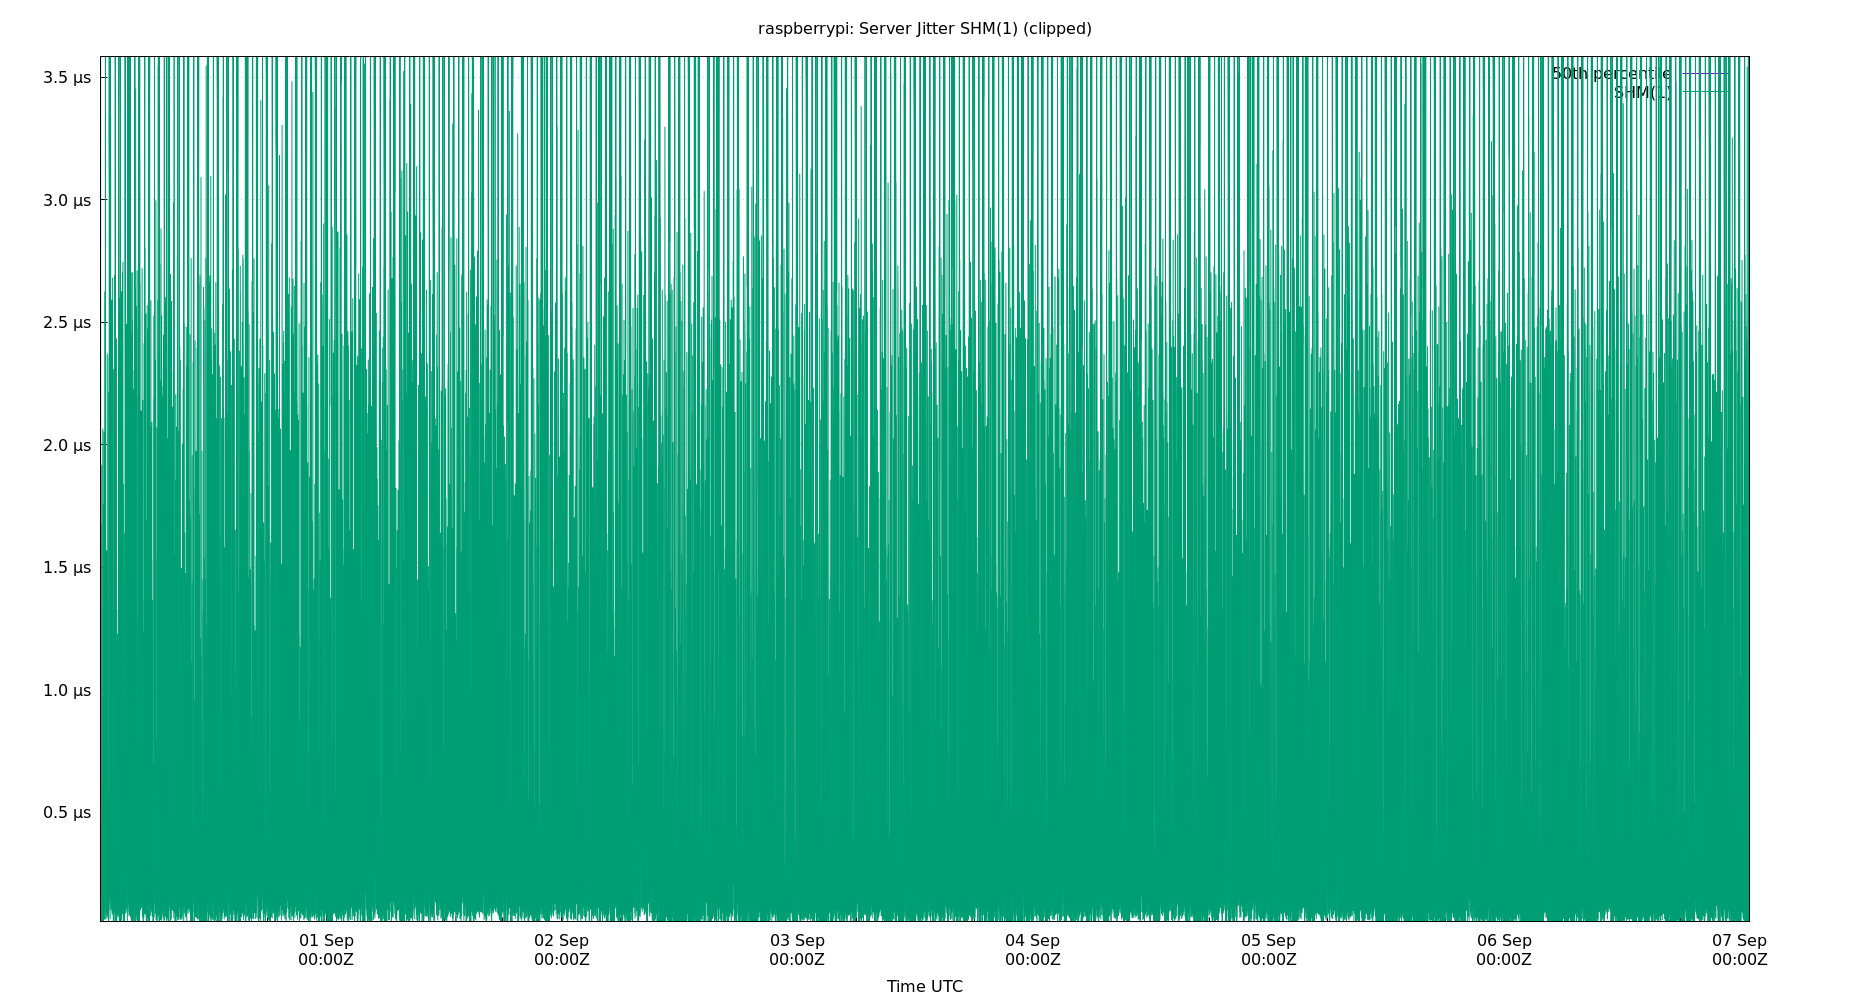 raspberrypi: Server Jitter SHM(1) (clipped)
3.5 µs
50th percentile
SHM(1)
3.0 µs
2.5 µs
2.0 µs
1.5 µs
1.0 µs
0.5 µs
01 Sep 02 Sep 03 Sep 04 Sep 05 Sep 06 Sep 07 Sep
00:00Z 00:00Z 00:00Z 00:00Z 00:00Z 00:00Z 00:00Z
Time UTC